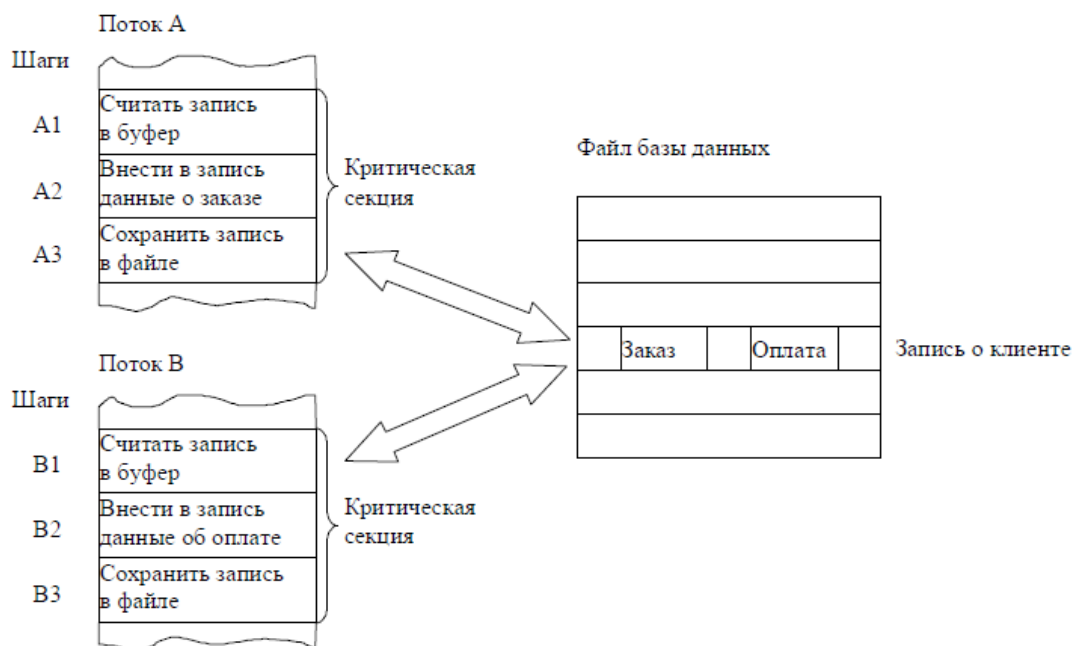 Поток А
Шаги
А1
Считать запись
в буфер
А2
Внести в запись
данные о заказе
А3
Сохранить запись
в файле
Критическая
секция
Файл базы данных
Заказ
Оплата
Запись о клиенте
Поток В
Шаги
В1
Считать запись
в буфер
В2
Внести в запись
данные об оплате
В3
Сохранить запись
в файле
Критическая
секция